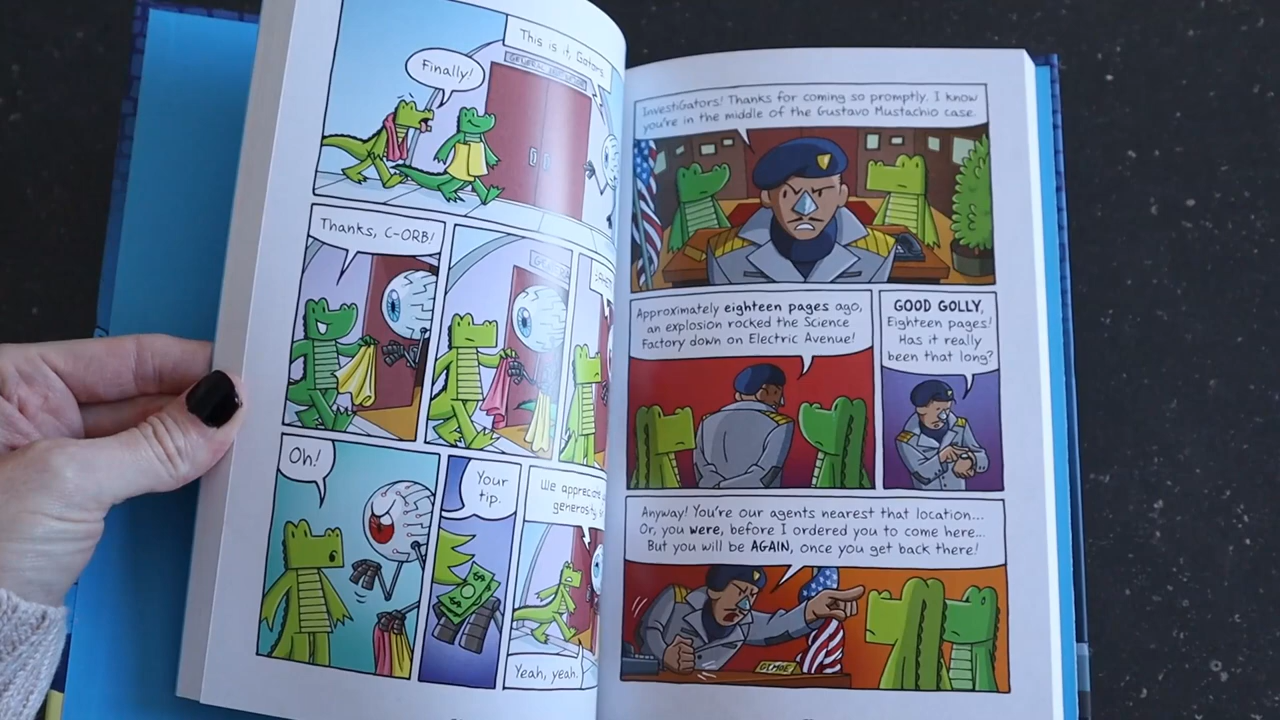 This is it, Gators.
Finally!
GENERAL
Thanks, C-ORB!
GENERA
Oh!
Your
tip.
We appreciate
generosity
Yeah, yeah.
InvestiGators! Thanks for coming so promptly. I know
you're in the middle of the Gustavo Mustachio case.
Approximately eighteen pages ago,
an explosion rocked the Science
Factory down on Electric Avenue!
GOOD GOLLY,
Eighteen pages!
Has it really
been that long?
Anyway! You're our agents nearest that location...
Or, you were, before I ordered you to come here...
But you will be AGAIN, once you get back there!